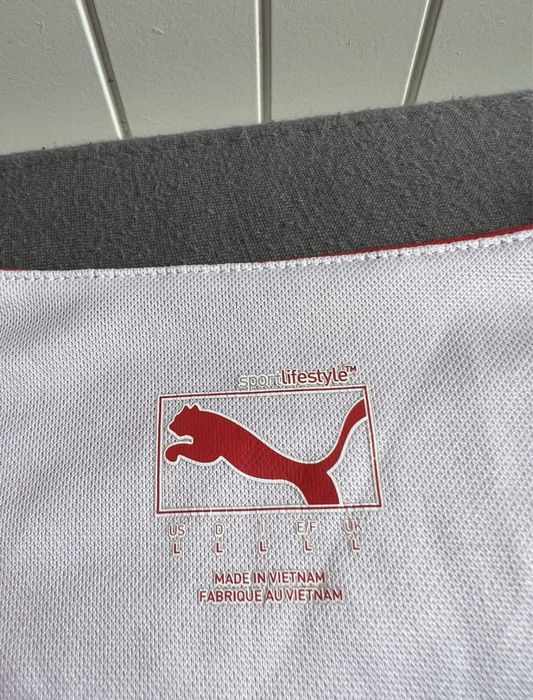 sportlifestyle™
US D I E/F UK
L L L L L
MADE IN VIETNAM
FABRIQUE AU VIETNAM